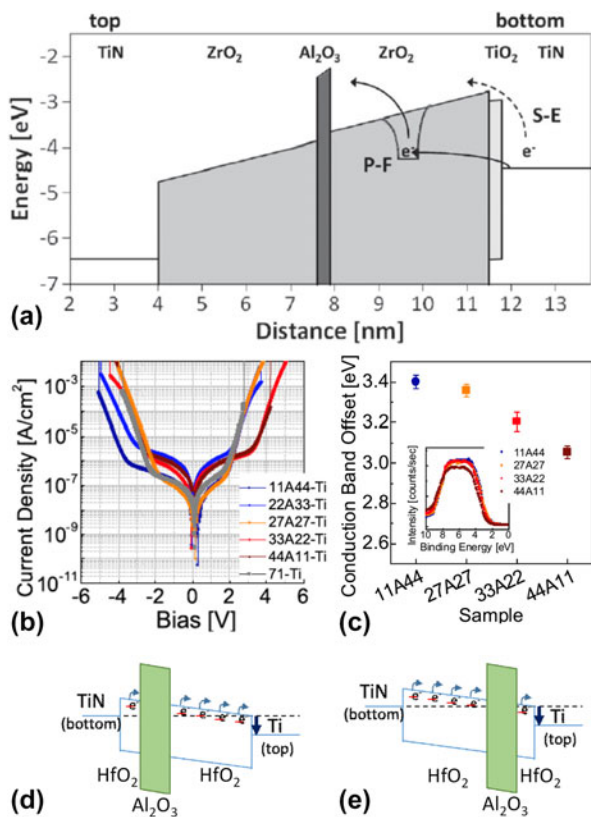 top bottom
TiN ZrO₂ Al₂O₃ ZrO₂ TiO₂ TiN
Energy [eV]
-2
-3
-4
-5
-6
-7
S-E
e⁻
e⁻
P-F
2 3 4 5 6 7 8 9 10 11 12 13
Distance [nm]
(a)
Current Density [A/cm²]
10⁻³
10⁻⁵
10⁻⁷
10⁻⁹
10⁻¹¹
11A44-Ti
22A33-Ti
27A27-Ti
33A22-Ti
44A11-Ti
71-Ti
-6 -4 -2 0 2 4 6
Bias [V]
(b)
Conduction Band Offset [eV]
3.4
3.2
3.0
2.8
2.6
Intensity [counts/sec]
11A44
27A27
33A22
44A11
10 8 6 4 2 0
Binding Energy [eV]
11A44 27A27 33A22 44A11
Sample
(c)
TiN
(bottom)
e⁻ e⁻ e⁻ e⁻ e⁻
Ti
(top)
HfO₂ HfO₂
Al₂O₃
(d)
TiN
(bottom)
e⁻ e⁻ e⁻ e⁻ e⁻
Ti
(top)
HfO₂ HfO₂
Al₂O₃
(e)